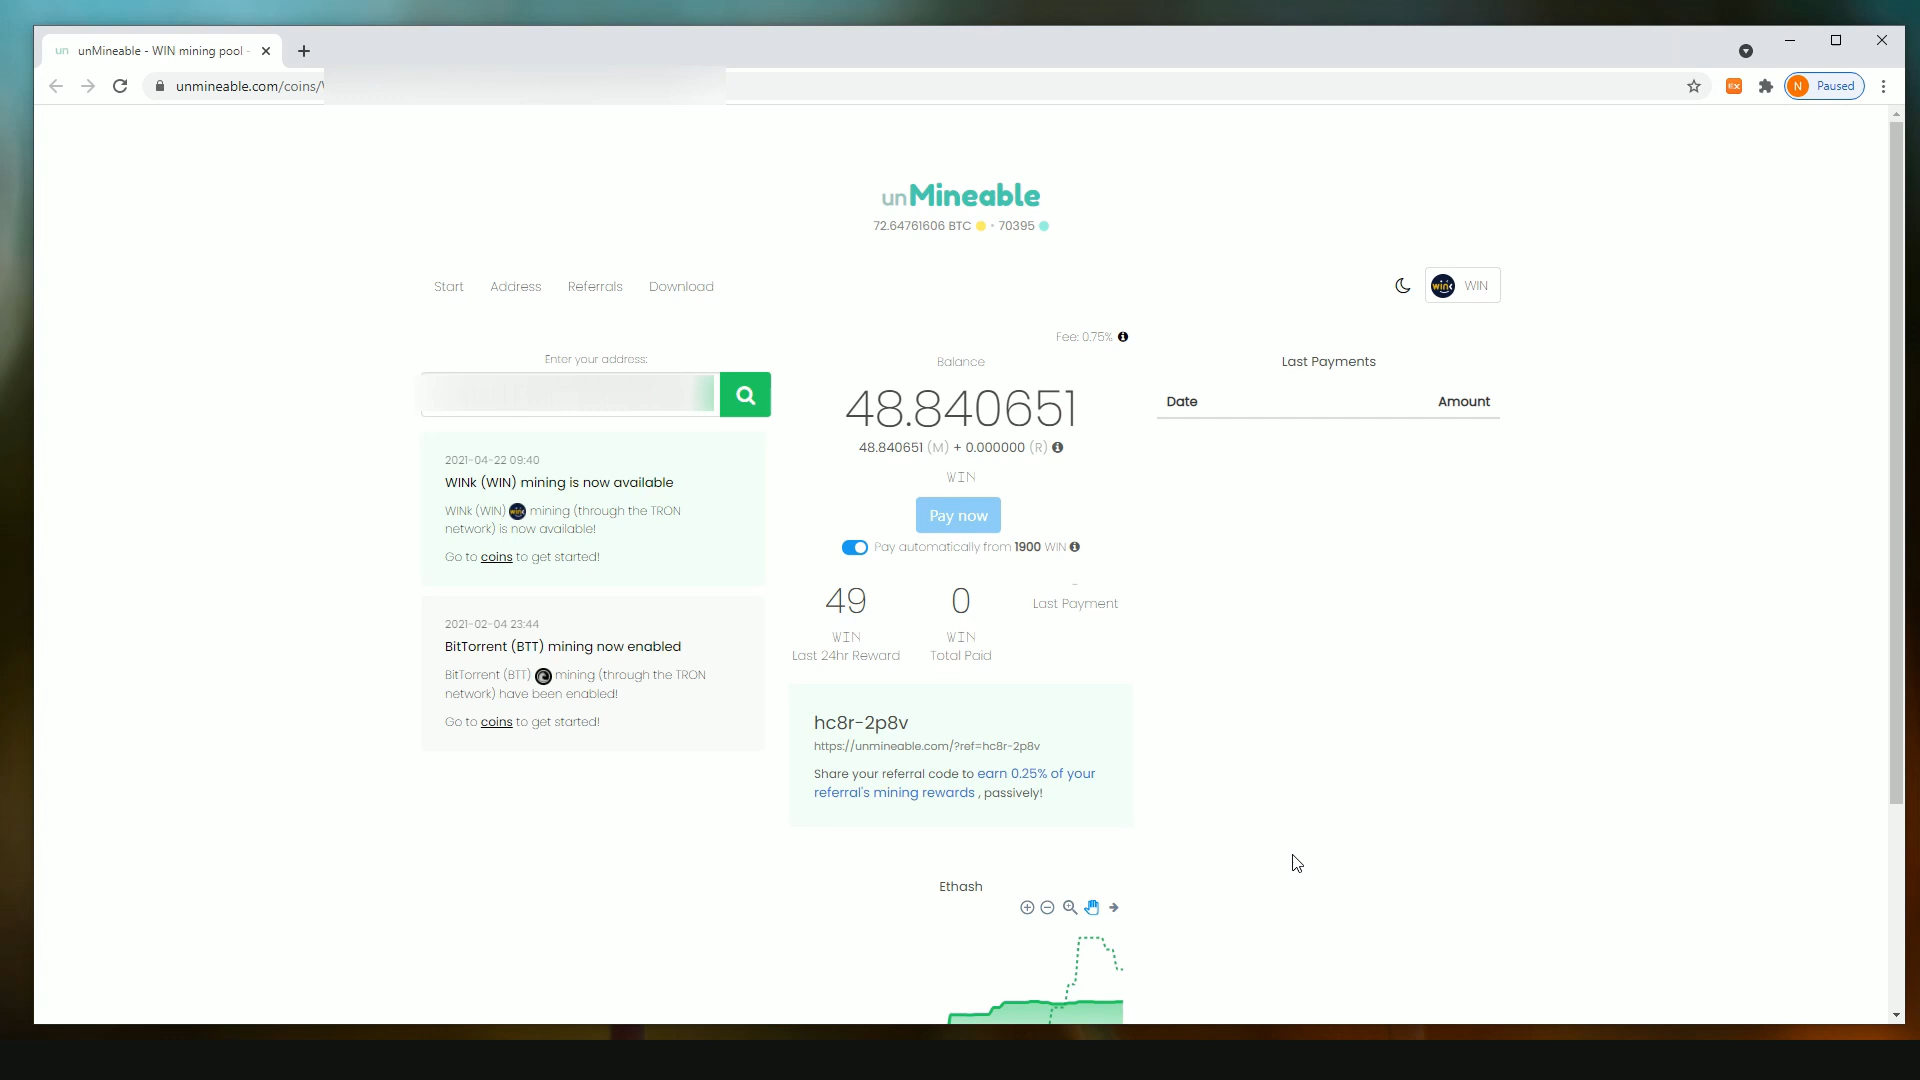 un unMineable - WIN mining pool -
unmineable.com/coins/
EX
N Paused
unMineable
72.64761606 BTC • 70395
Start Address Referrals Download
WIN WIN
Fee: 0.75%
Enter your address:
2021-04-22 09:40
WINk (WIN) mining is now available
WINk (WIN) mining (through the TRON
network) is now available!
Go to coins to get started!
2021-02-04 23:44
BitTorrent (BTT) mining now enabled
BitTorrent (BTT) mining (through the TRON
network) have been enabled!
Go to coins to get started!
Balance
48.840651
48.840651 (M) + 0.000000 (R)
WIN
Pay now
Pay automatically from 1900 WIN
49
WIN
Last 24hr Reward
0
WIN
Total Paid
-
Last Payment
hc8r-2p8v
https://unmineable.com/?ref=hc8r-2p8v
Share your referral code to earn 0.25% of your
referral's mining rewards , passively!
Ethash
Last Payments
Date Amount